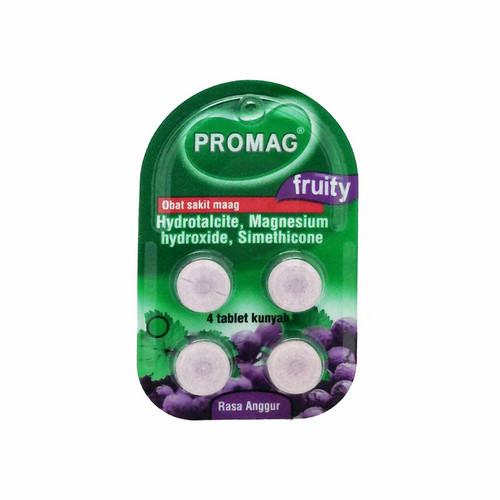 PROMAG®
fruity
Obat sakit maag
Hydrotalcite, Magnesium
hydroxide, Simethicone
4 tablet kunyah
Rasa Anggur